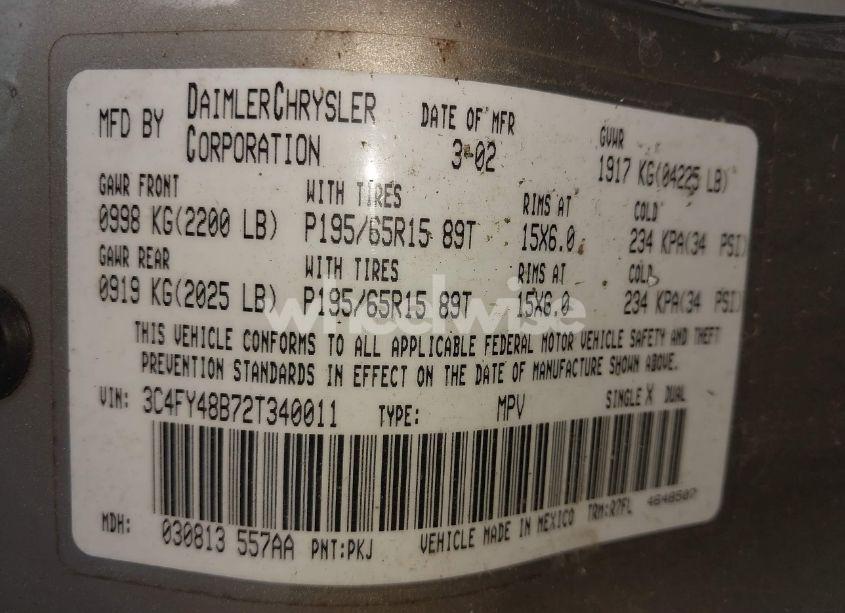 MFD BY DAIMLERCHRYSLER CORPORATION DATE OF MFR 3-02 GVWR 1917 KG(04225 LB)
GAWR FRONT WITH TIRES RIMS AT COLD
0998 KG(2200 LB) P195/65R15 89T 15X6.0 234 KPA(34 PSI)
GAWR REAR WITH TIRES RIMS AT COLD
0919 KG(2025 LB) P195/65R15 89T 15X6.0 234 KPA(34 PSI)
wheelwise
THIS VEHICLE CONFORMS TO ALL APPLICABLE FEDERAL MOTOR VEHICLE SAFETY AND THEFT
PREVENTION STANDARDS IN EFFECT ON THE DATE OF MANUFACTURE SHOWN ABOVE.
VIN: 3C4FY48B72T340011 TYPE: MPV SINGLE X DUAL
MDH: 030813 557AA PNT:PKJ VEHICLE MADE IN MEXICO TRM:R7FL 4648507